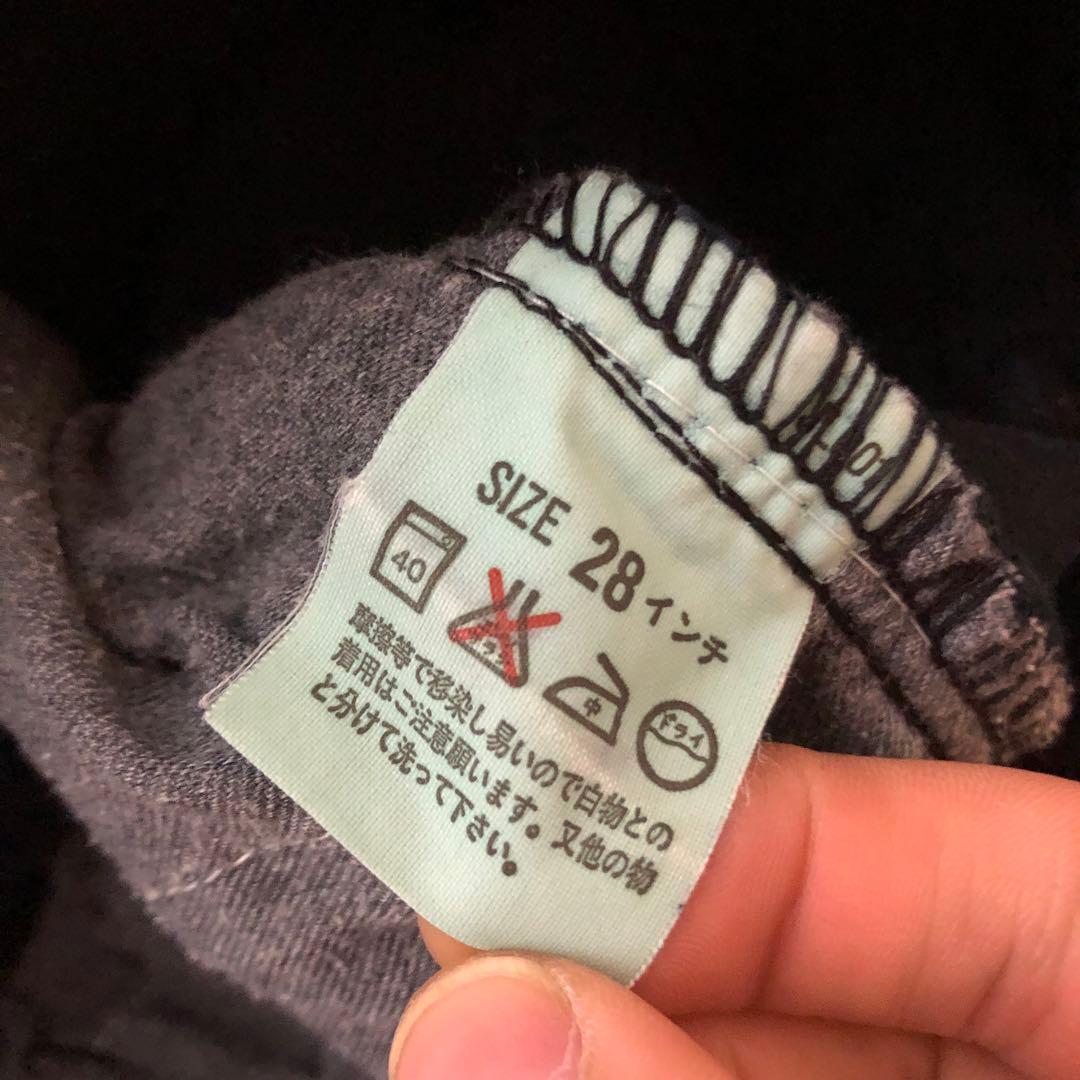 SIZE 28インチ
40
中
ドライ
摩擦等で移染し易いので白物との
着用はご注意願います。又他の物
と分けて洗って下さい。